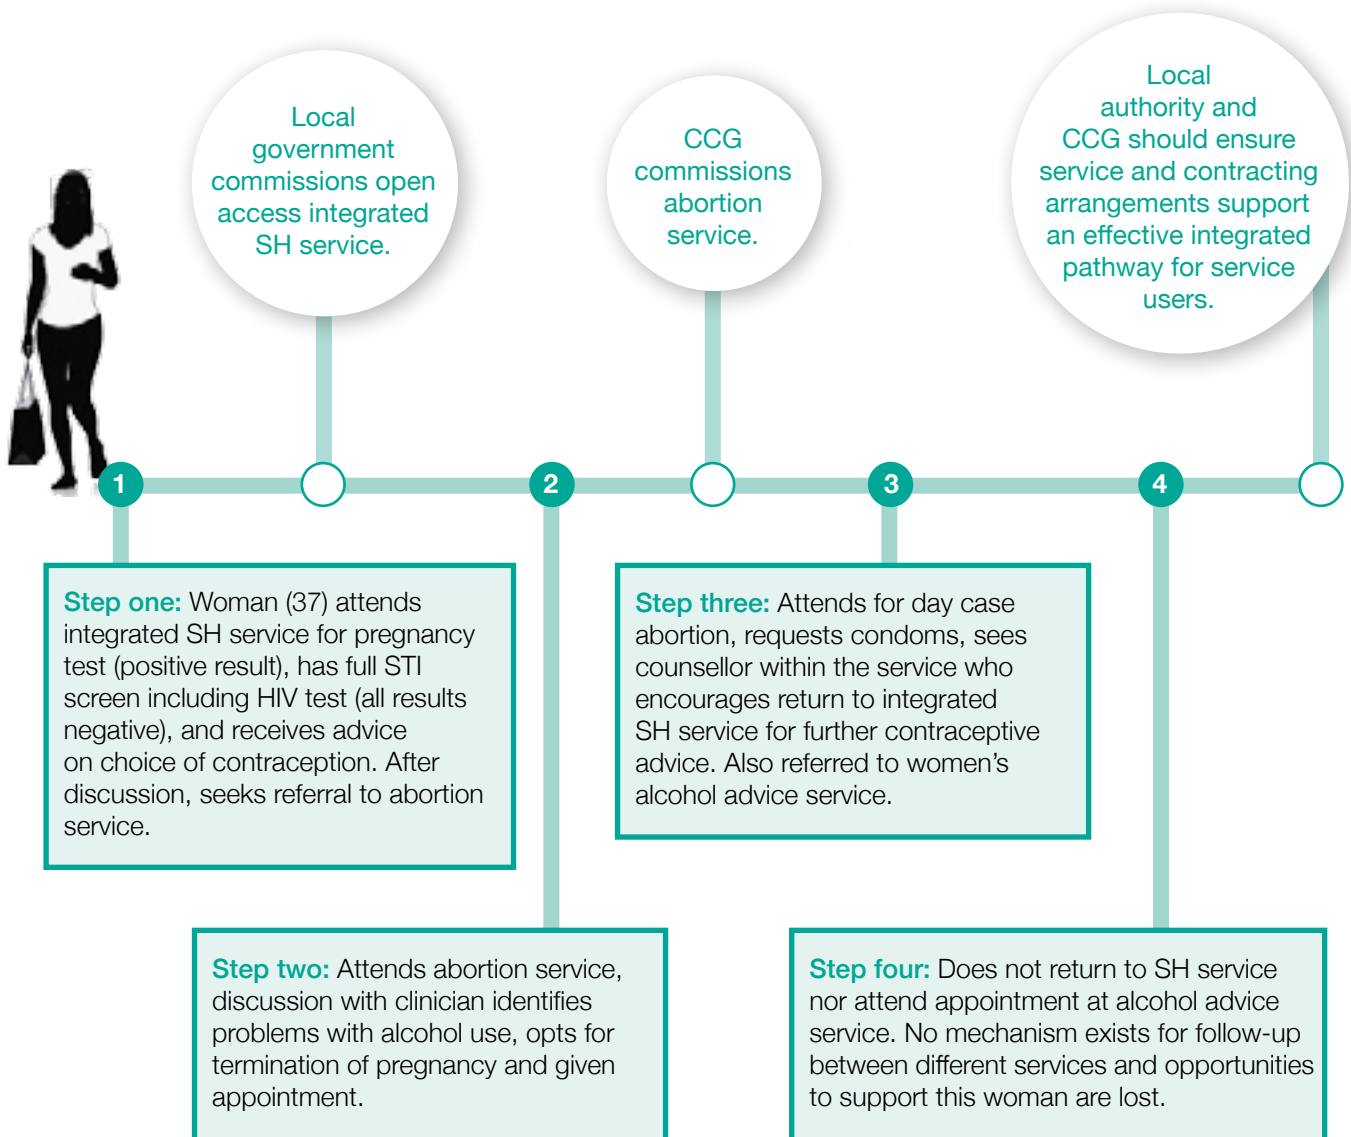 Local
government
commissions open
access integrated
SH service.
CCG
commissions
abortion
service.
Local
authority and
CCG should ensure
service and contracting
arrangements support
an effective integrated
pathway for service
users.
1
2
3
4
Step one: Woman (37) attends
integrated SH service for pregnancy
test (positive result), has full STI
screen including HIV test (all results
negative), and receives advice
on choice of contraception. After
discussion, seeks referral to abortion
service.
Step three: Attends for day case
abortion, requests condoms, sees
counsellor within the service who
encourages return to integrated
SH service for further contraceptive
advice. Also referred to women’s
alcohol advice service.
Step two: Attends abortion service,
discussion with clinician identifies
problems with alcohol use, opts for
termination of pregnancy and given
appointment.
Step four: Does not return to SH service
nor attend appointment at alcohol advice
service. No mechanism exists for follow-up
between different services and opportunities
to support this woman are lost.